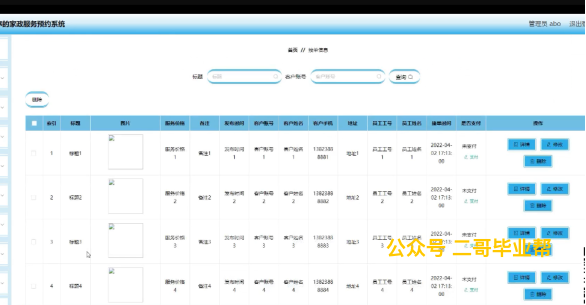 的家政服务预约系统
管理员 abo
首页 // 接单信息
标题 标题 客户账号 客户账号 查询
删除
索引 标题 图片 服务价格 备注 发布时间 客户账号 客户姓名 客户手机 地址 员工工号 员工姓名 接单时间 是否支付 操作
1 标题1 服务价格1 备注1 发布时间1 客户账号1 客户姓名1 13823888881 地址1 员工工号1 员工姓名1 2022-04-02 17:13:00 未支付 详情 修改 删除
2 标题2 服务价格2 备注2 发布时间2 客户账号2 客户姓名2 13823888882 地址2 员工工号2 员工姓名2 2022-04-02 17:13:00 未支付 详情 修改 删除
标题3 服务价格3 备注3 发布时间3 客户账号3 客户姓名3 13823888883 地址3 员工工号3 员工姓名3 2022-04-02 17:13:00 未支付 详情 修改
公众号 二哥毕业帮
4 标题4 服务价格4 备注4 发布时间4 客户账号4 客户姓名4 13823888884 地址4 员工工号4 员工姓名4 2022-04-02 17:13:00 未支付 详情 修改 删除